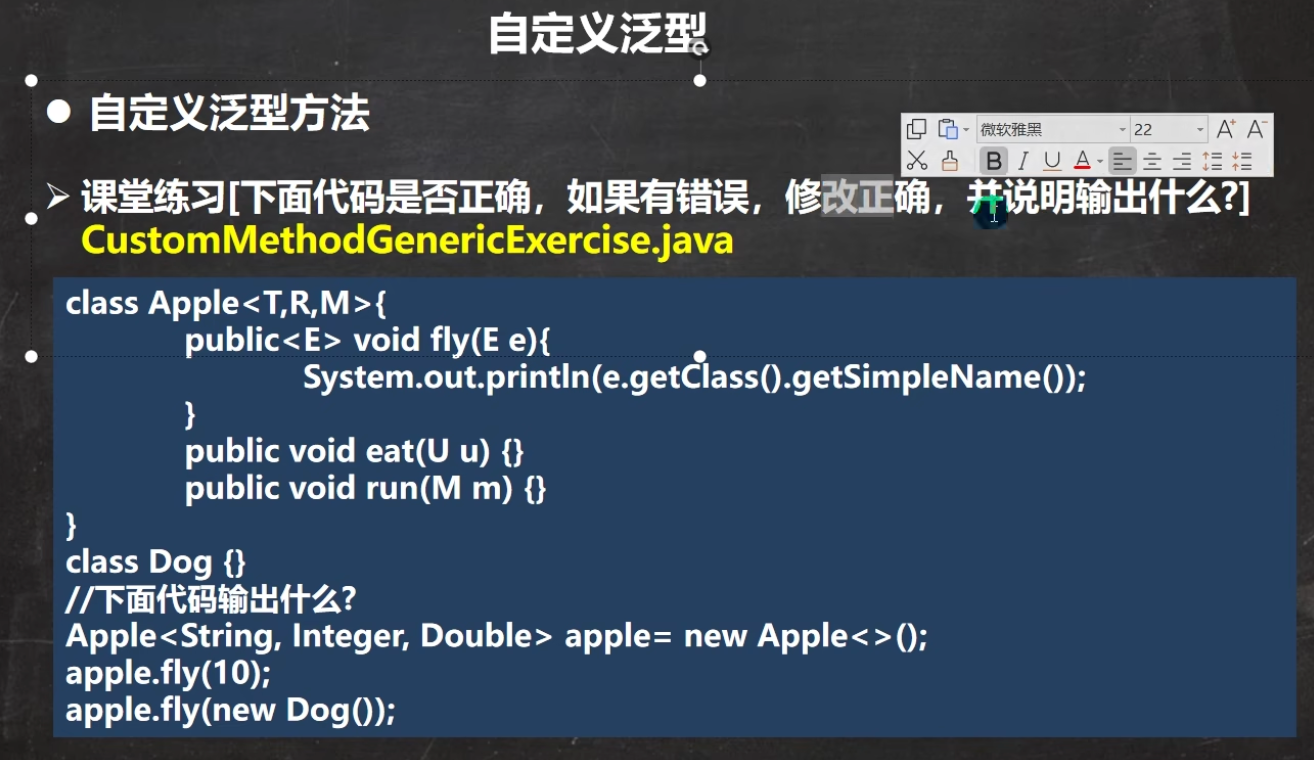 自定义泛型
● 自定义泛型方法
微软雅黑 22 A+ A-
B I U A
➢ 课堂练习[下面代码是否正确，如果有错误，修改正确，并说明输出什么?]
CustomMethodGenericExercise.java
class Apple<T,R,M>{
public<E> void fly(E e){
System.out.println(e.getClass().getSimpleName());
}
public void eat(U u) {}
public void run(M m) {}
}
class Dog {}
//下面代码输出什么?
Apple<String, Integer, Double> apple= new Apple<>();
apple.fly(10);
apple.fly(new Dog());